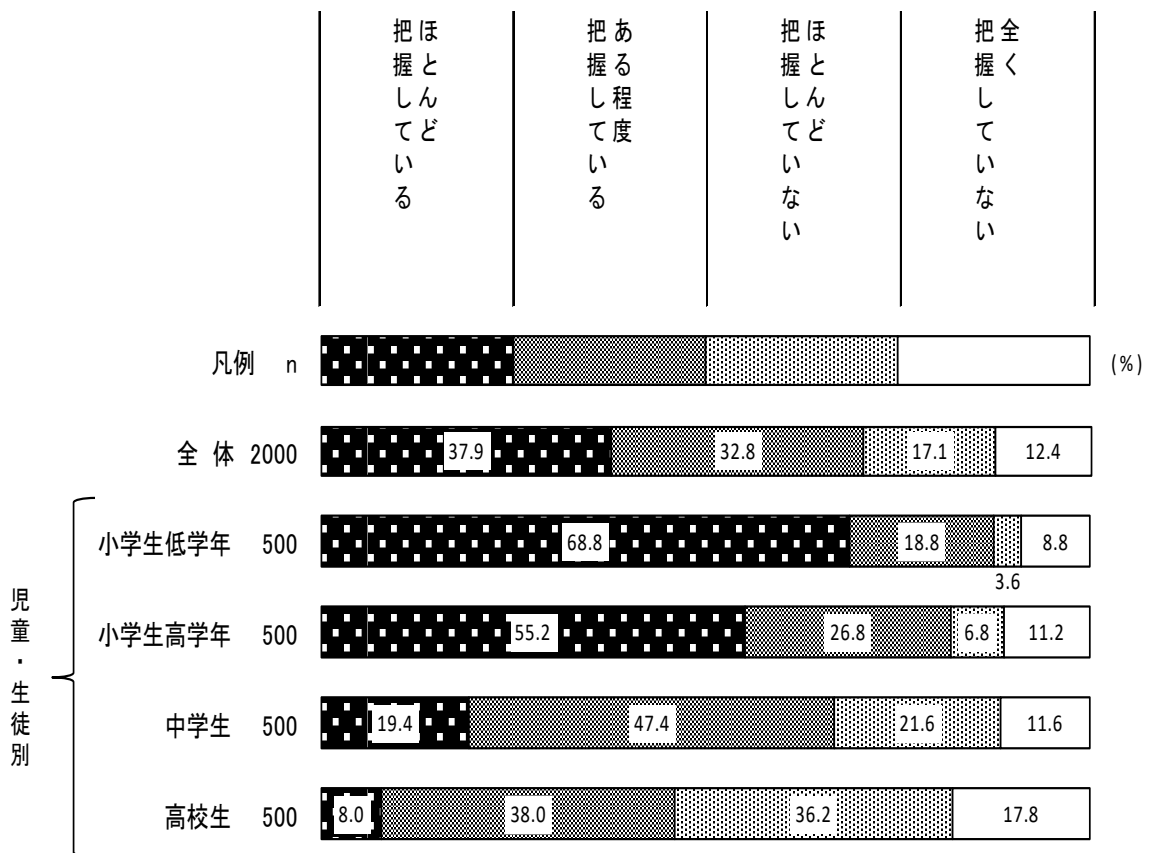 ほとんど
把握している
ある程度
把握している
ほとんど
把握していない
全く
把握していない
凡例 n
(%)
全 体 2000 37.9 32.8 17.1 12.4
小学生低学年 500 68.8 18.8 8.8
3.6
小学生高学年 500 55.2 26.8 6.8 11.2
中学生 500 19.4 47.4 21.6 11.6
高校生 500 8.0 38.0 36.2 17.8
児童・生徒別